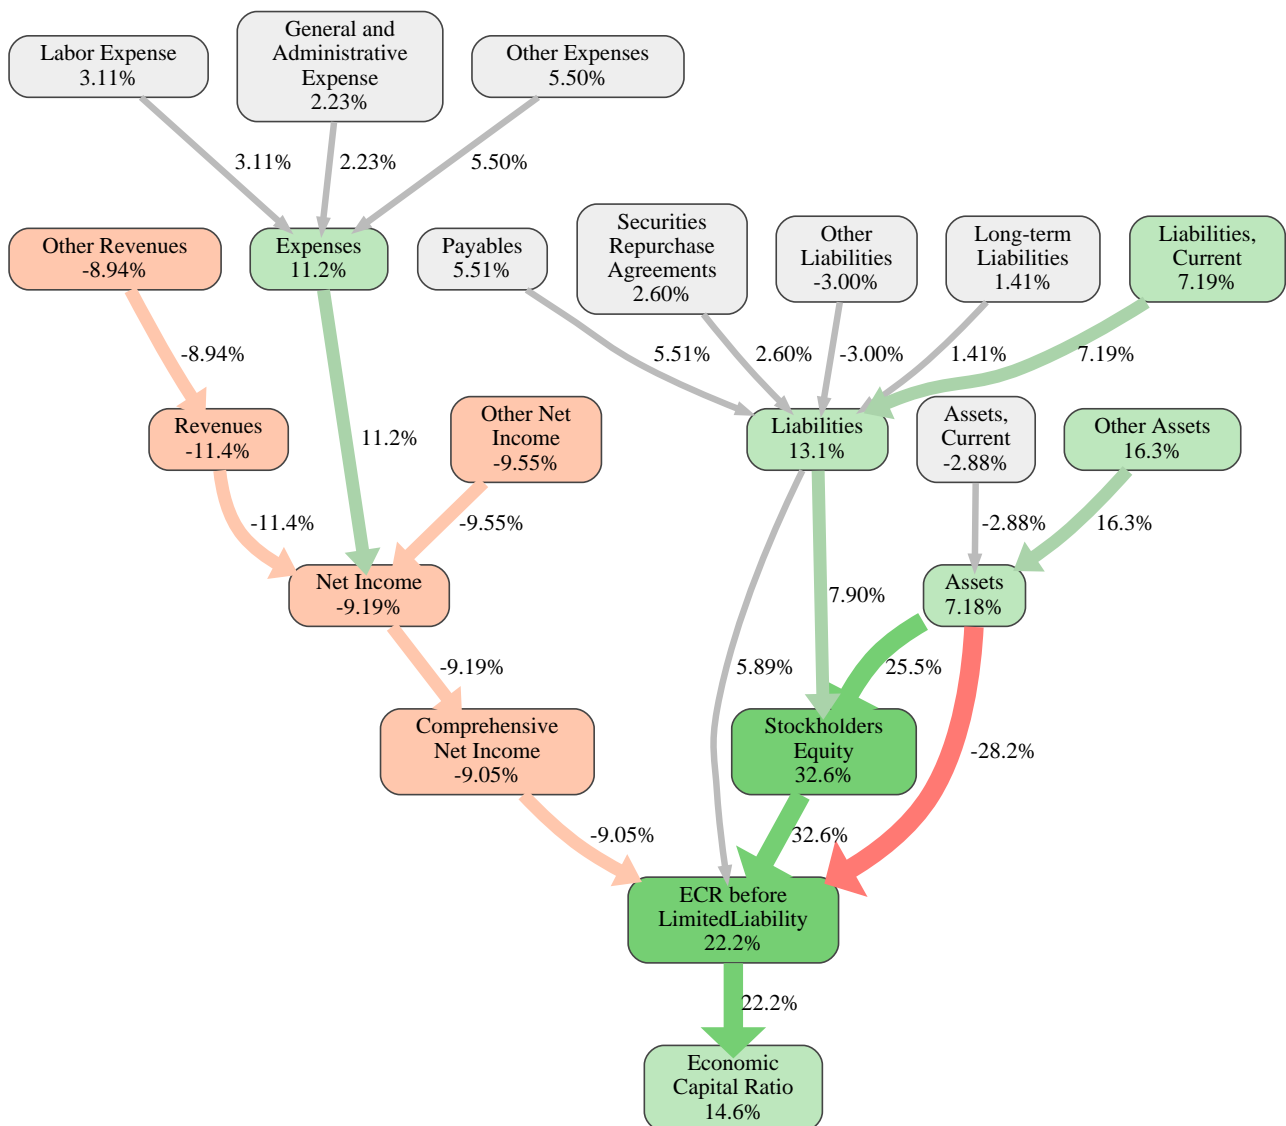 Labor Expense
3.11%
General and
Administrative
Expense
2.23%
Other Expenses
5.50%
3.11%
2.23%
5.50%
Other Revenues
-8.94%
Expenses
11.2%
Payables
5.51%
Securities
Repurchase
Agreements
2.60%
Other
Liabilities
-3.00%
Long-term
Liabilities
1.41%
Liabilities,
Current
7.19%
-8.94%
5.51%
2.60%
-3.00%
1.41%
7.19%
Revenues
-11.4%
11.2%
Other Net
Income
-9.55%
Liabilities
13.1%
Assets,
Current
-2.88%
Other Assets
16.3%
-11.4%
-9.55%
-2.88%
16.3%
Net Income
-9.19%
7.90%
Assets
7.18%
-9.19%
5.89%
25.5%
Comprehensive
Net Income
-9.05%
Stockholders
Equity
32.6%
-28.2%
-9.05%
32.6%
ECR before
LimitedLiability
22.2%
22.2%
Economic
Capital Ratio
14.6%